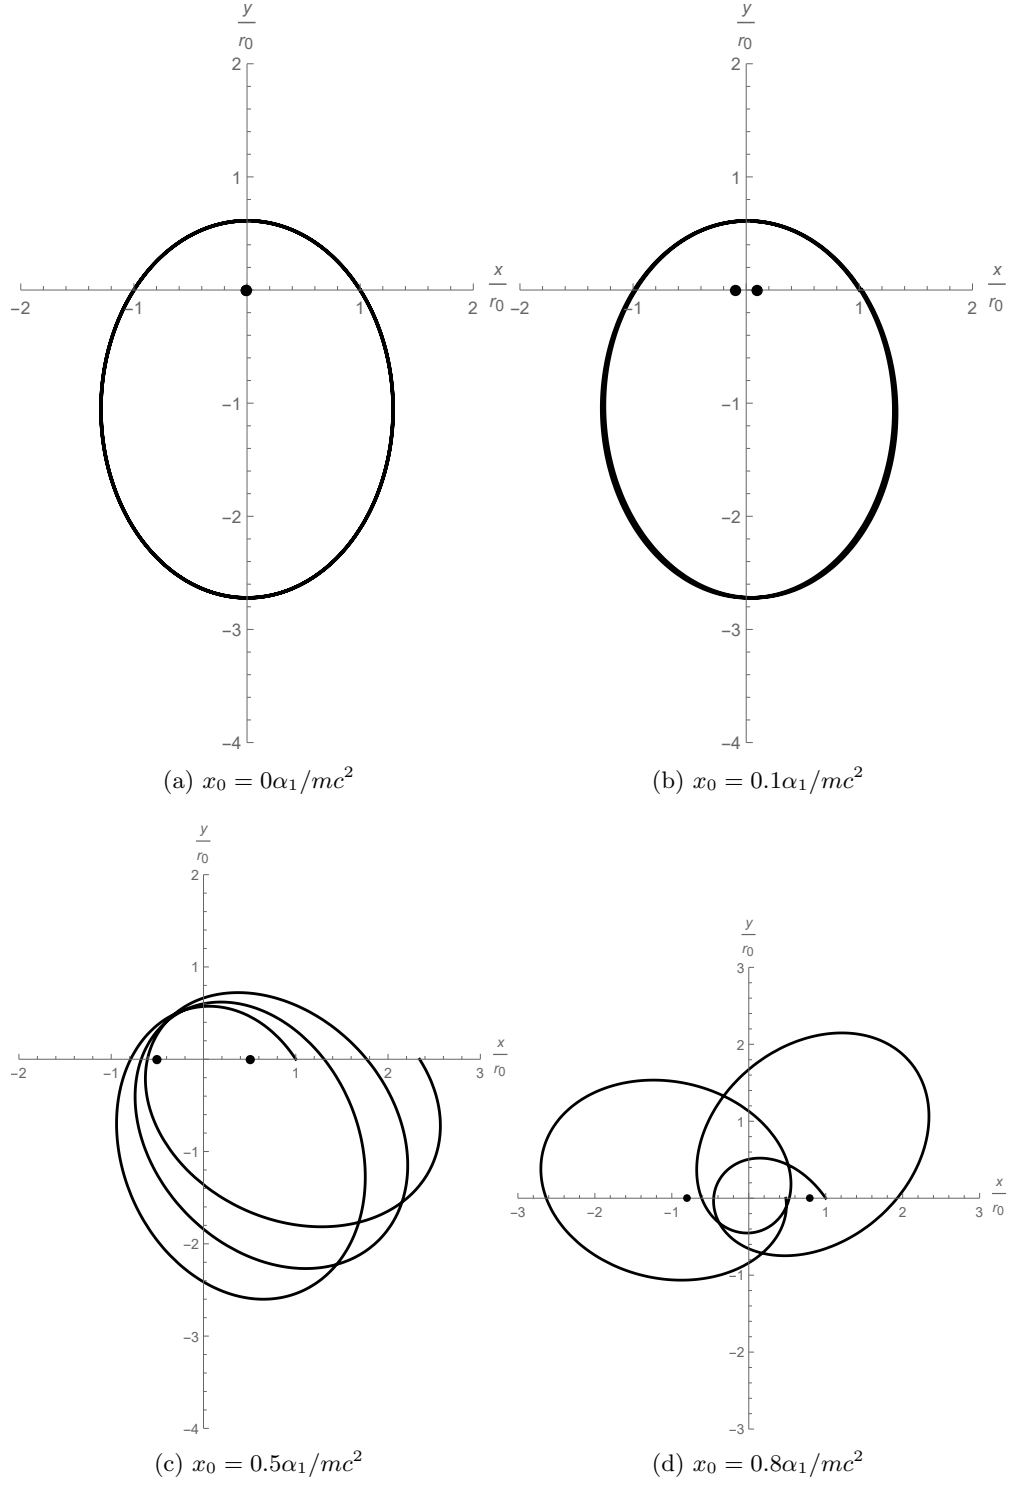 y/r0 y/r0
2 2
1 1
x/r0 x/r0
−2 −1 1 2 −2 −1 1 2
−1 −1
−2 −2
−3 −3
−4 −4
(a) x₀ = 0α₁/mc² (b) x₀ = 0.1α₁/mc²
y/r0
2
y/r0
1 3
x/r0 2
−2 −1 1 2 3
1
−1 x/r0
−3 −2 −1 1 2 3
−2 −1
−3 −2
−4 −3
(c) x₀ = 0.5α₁/mc² (d) x₀ = 0.8α₁/mc²